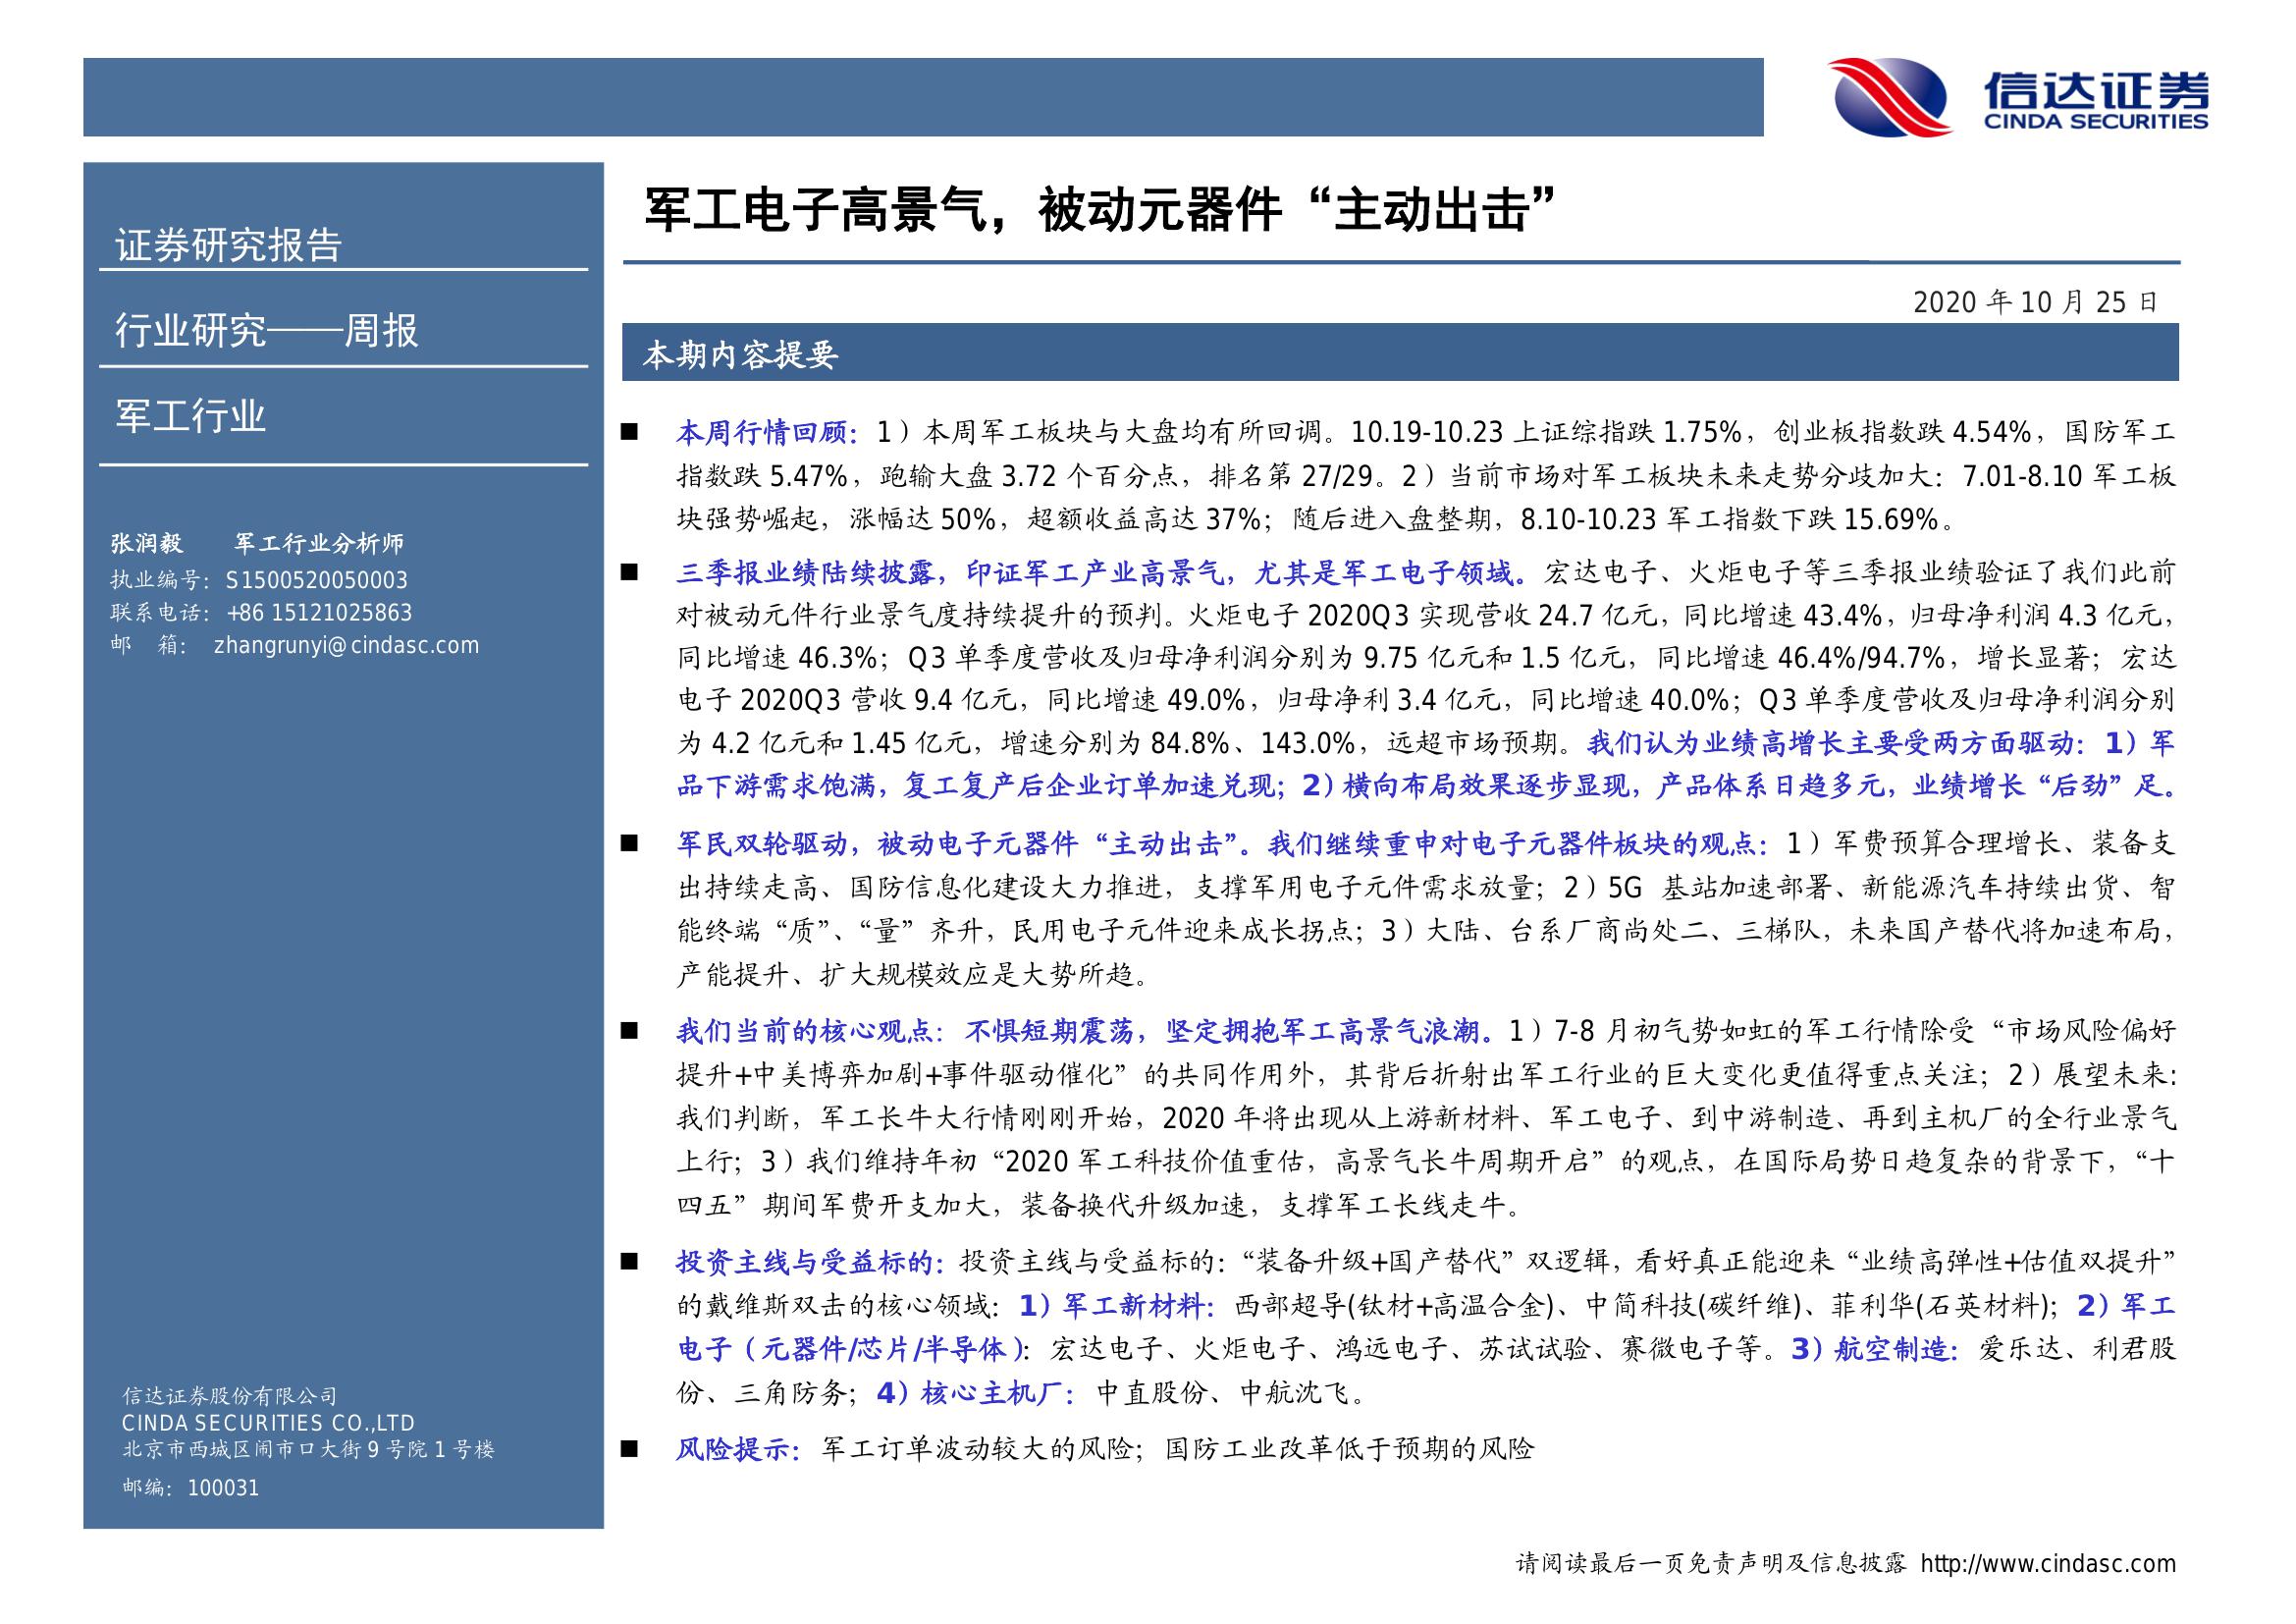 信达证券
CINDA SECURITIES
证券研究报告
行业研究——周报
军工行业
张润毅 军工行业分析师
执业编号：S1500520050003
联系电话：+86 15121025863
邮 箱： zhangrunyi@cindasc.com
信达证券股份有限公司
CINDA SECURITIES CO.,LTD
北京市西城区闹市口大街 9 号院 1 号楼
邮编：100031
军工电子高景气，被动元器件“主动出击”
2020 年 10 月 25 日
本期内容提要
■ 本周行情回顾：1）本周军工板块与大盘均有所回调。10.19-10.23 上证综指跌 1.75%，创业板指数跌 4.54%，国防军工
指数跌 5.47%，跑输大盘 3.72 个百分点，排名第 27/29。2）当前市场对军工板块未来走势分歧加大：7.01-8.10 军工板
块强势崛起，涨幅达 50%，超额收益高达 37%；随后进入盘整期，8.10-10.23 军工指数下跌 15.69%。
■ 三季报业绩陆续披露，印证军工产业高景气，尤其是军工电子领域。宏达电子、火炬电子等三季报业绩验证了我们此前
对被动元件行业景气度持续提升的预判。火炬电子 2020Q3 实现营收 24.7 亿元，同比增速 43.4%，归母净利润 4.3 亿元，
同比增速 46.3%；Q3 单季度营收及归母净利润分别为 9.75 亿元和 1.5 亿元，同比增速 46.4%/94.7%，增长显著；宏达
电子 2020Q3 营收 9.4 亿元，同比增速 49.0%，归母净利 3.4 亿元，同比增速 40.0%；Q3 单季度营收及归母净利润分别
为 4.2 亿元和 1.45 亿元，增速分别为 84.8%、143.0%，远超市场预期。我们认为业绩高增长主要受两方面驱动：1）军
品下游需求饱满，复工复产后企业订单加速兑现；2）横向布局效果逐步显现，产品体系日趋多元，业绩增长“后劲”足。
■ 军民双轮驱动，被动电子元器件“主动出击”。我们继续重申对电子元器件板块的观点：1）军费预算合理增长、装备支
出持续走高、国防信息化建设大力推进，支撑军用电子元件需求放量；2）5G 基站加速部署、新能源汽车持续出货、智
能终端“质”、“量”齐升，民用电子元件迎来成长拐点；3）大陆、台系厂商尚处二、三梯队，未来国产替代将加速布局，
产能提升、扩大规模效应是大势所趋。
■ 我们当前的核心观点：不惧短期震荡，坚定拥抱军工高景气浪潮。1）7-8 月初气势如虹的军工行情除受“市场风险偏好
提升+中美博弈加剧+事件驱动催化”的共同作用外，其背后折射出军工行业的巨大变化更值得重点关注；2）展望未来：
我们判断，军工长牛大行情刚刚开始，2020 年将出现从上游新材料、军工电子、到中游制造、再到主机厂的全行业景气
上行；3）我们维持年初“2020 军工科技价值重估，高景气长牛周期开启”的观点，在国际局势日趋复杂的背景下，“十
四五”期间军费开支加大，装备换代升级加速，支撑军工长线走牛。
■ 投资主线与受益标的：投资主线与受益标的：“装备升级+国产替代”双逻辑，看好真正能迎来“业绩高弹性+估值双提升”
的戴维斯双击的核心领域：1）军工新材料：西部超导(钛材+高温合金)、中简科技(碳纤维)、菲利华(石英材料)；2）军工
电子（元器件/芯片/半导体）：宏达电子、火炬电子、鸿远电子、苏试试验、赛微电子等。3）航空制造：爱乐达、利君股
份、三角防务；4）核心主机厂：中直股份、中航沈飞。
■ 风险提示：军工订单波动较大的风险；国防工业改革低于预期的风险
请阅读最后一页免责声明及信息披露 http://www.cindasc.com